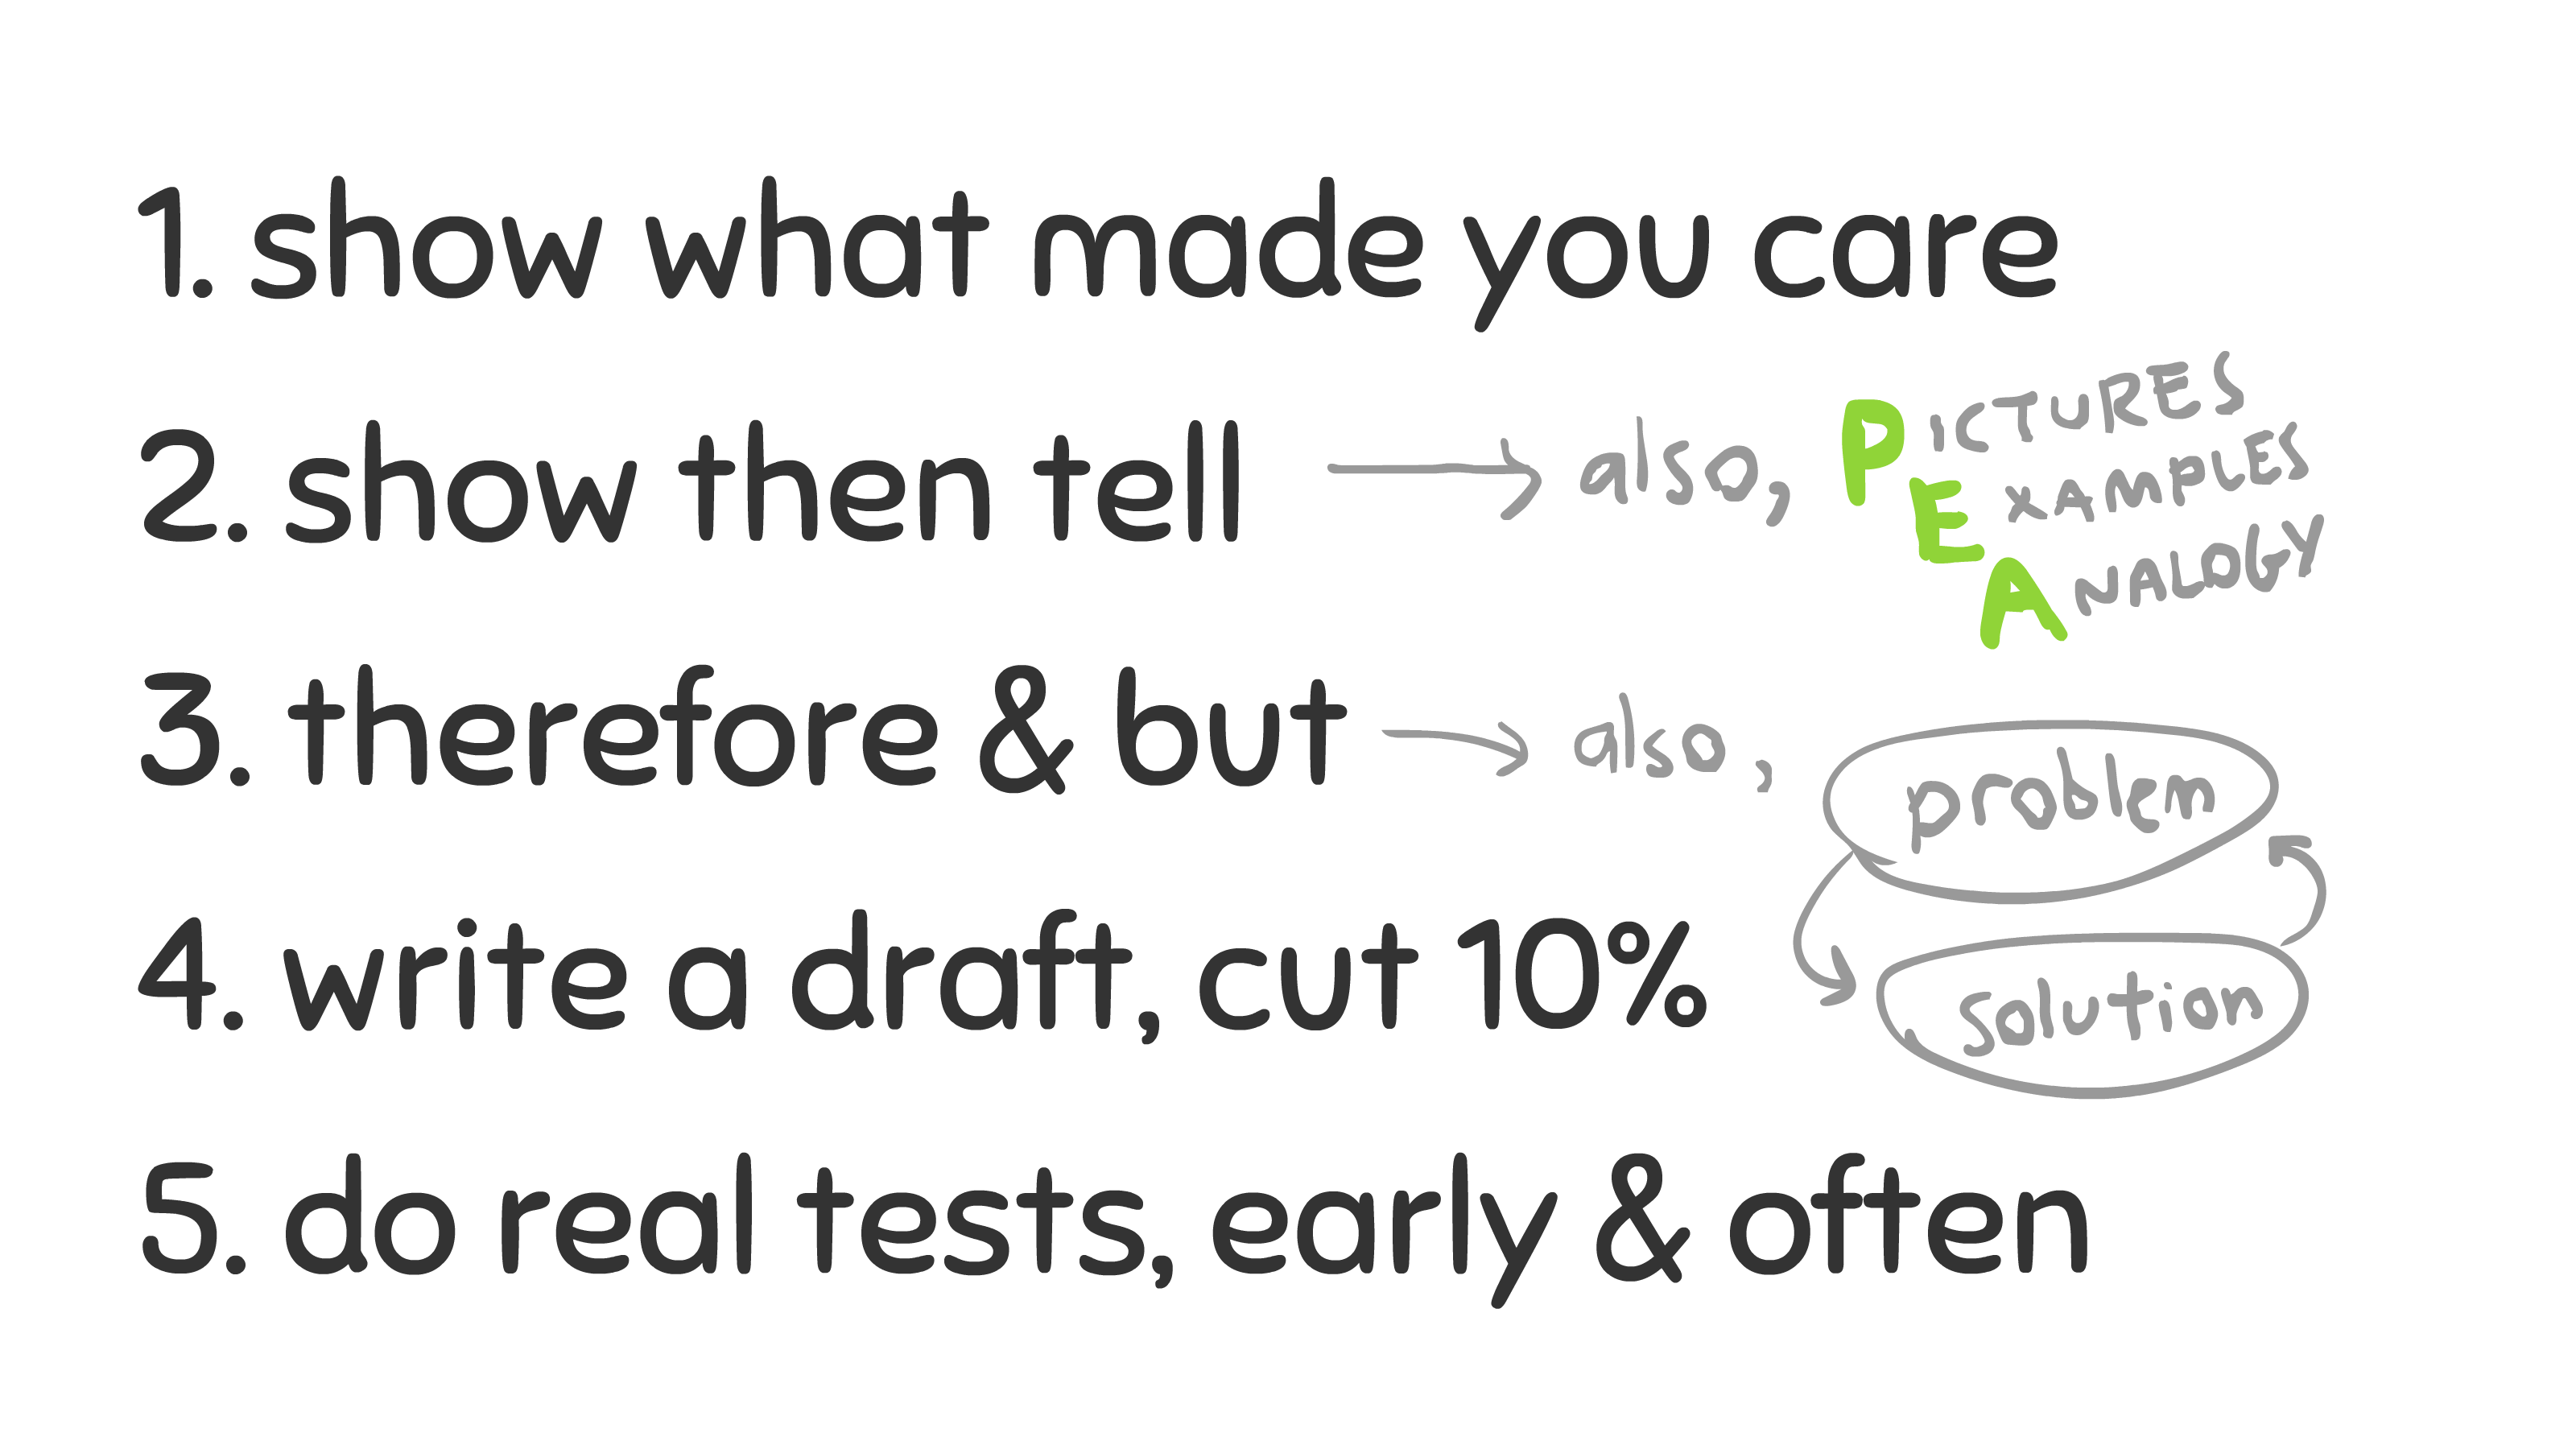 1. show what made you care
2. show then tell
also, PICTURES
EXAMPLES
ANALOGY
3. therefore & but
also,
problem
solution
4. write a draft, cut 10%
5. do real tests, early & often